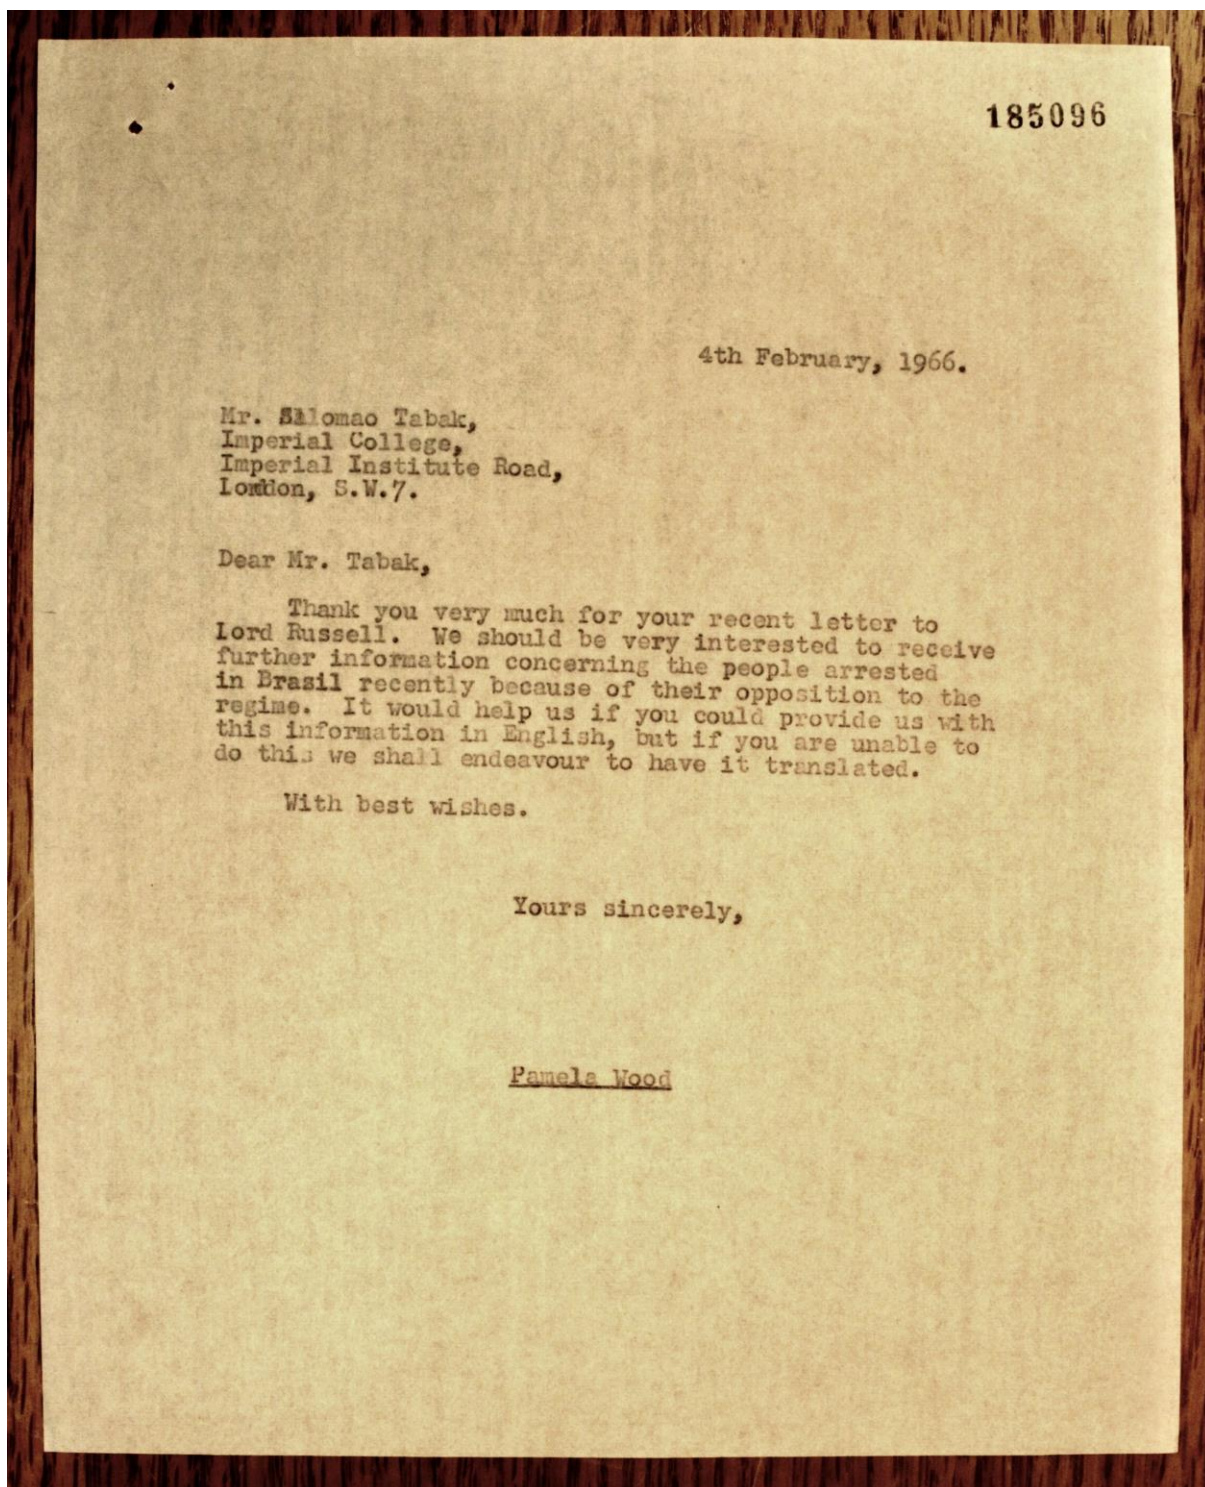 185096
4th February, 1966.
Mr. Salomao Tabak,
Imperial College,
Imperial Institute Road,
London, S.W.7.
Dear Mr. Tabak,
Thank you very much for your recent letter to
Lord Russell. We should be very interested to receive
further information concerning the people arrested
in Brasil recently because of their opposition to the
regime. It would help us if you could provide us with
this information in English, but if you are unable to
do this we shall endeavour to have it translated.
With best wishes.
Yours sincerely,
Pamela Wood